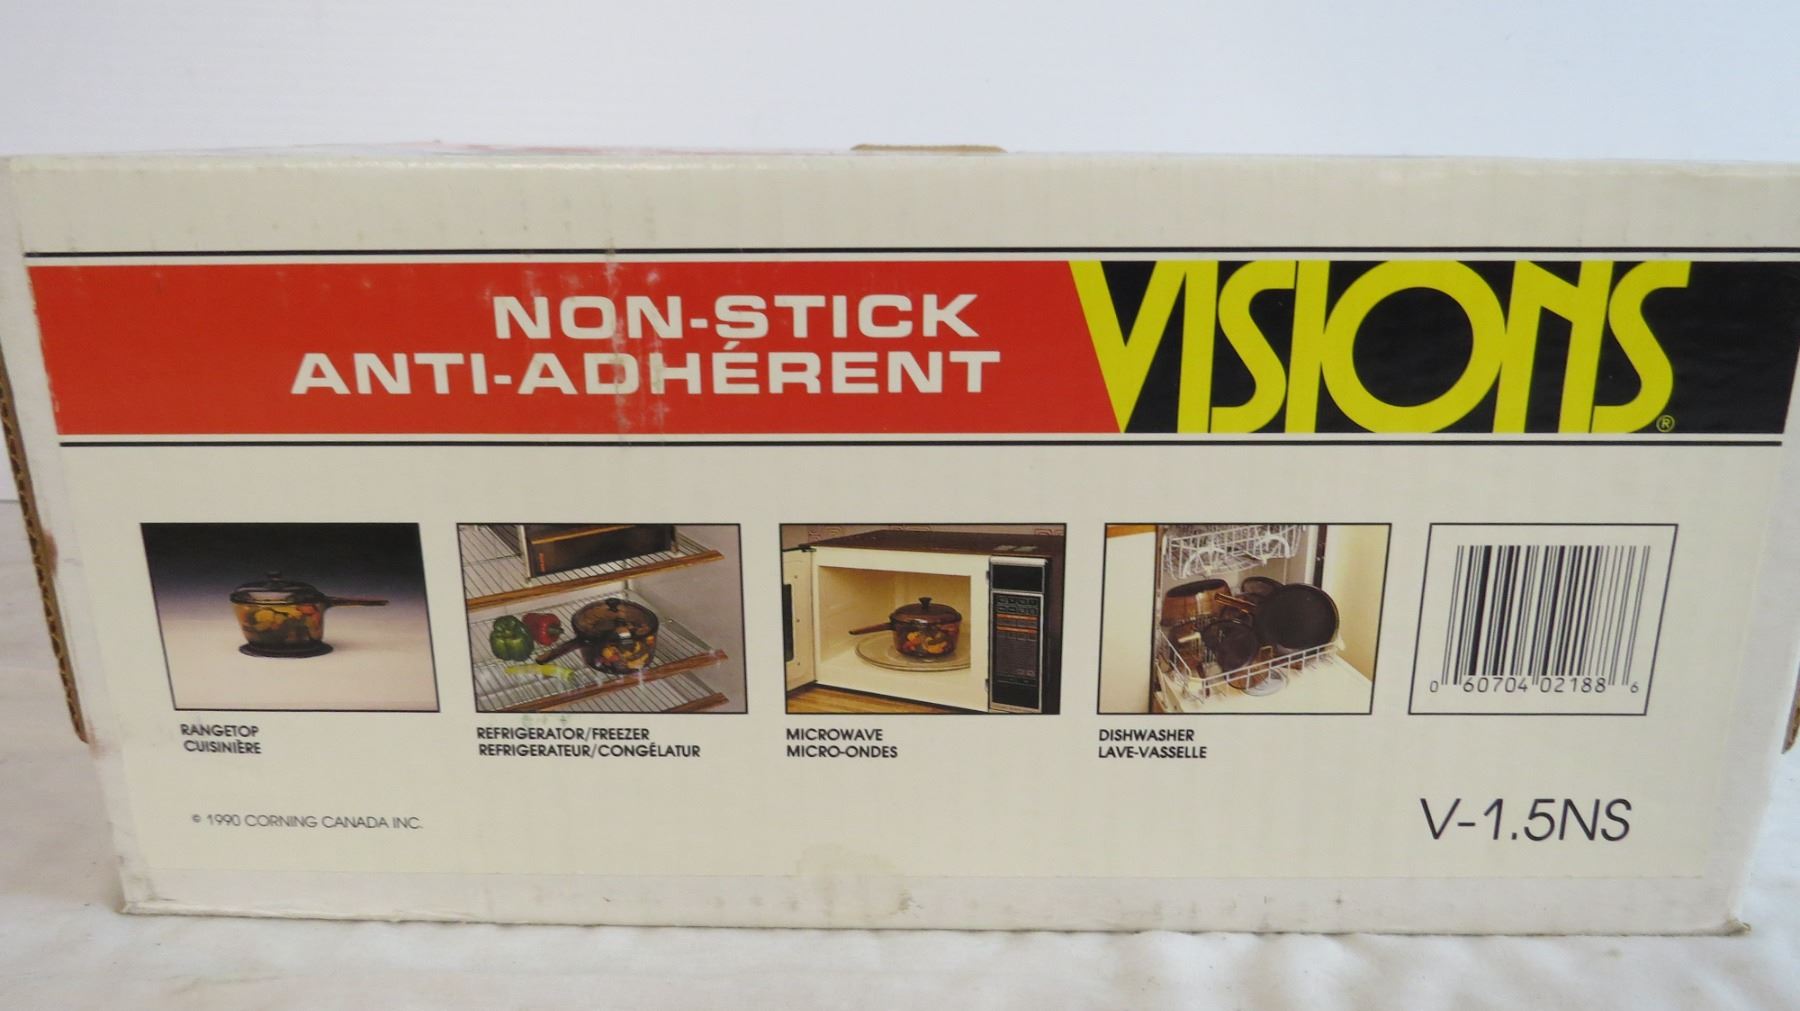 NON-STICK
ANTI-ADHÉRENT
VISIONS®
RANGETOP
CUISINIÈRE
REFRIGERATOR/FREEZER
REFRIGERATEUR/CONGÉLATUR
MICROWAVE
MICRO-ONDES
DISHWASHER
LAVE-VASSELLE
0 60704 02188 6
© 1990 CORNING CANADA INC.
V-1.5NS